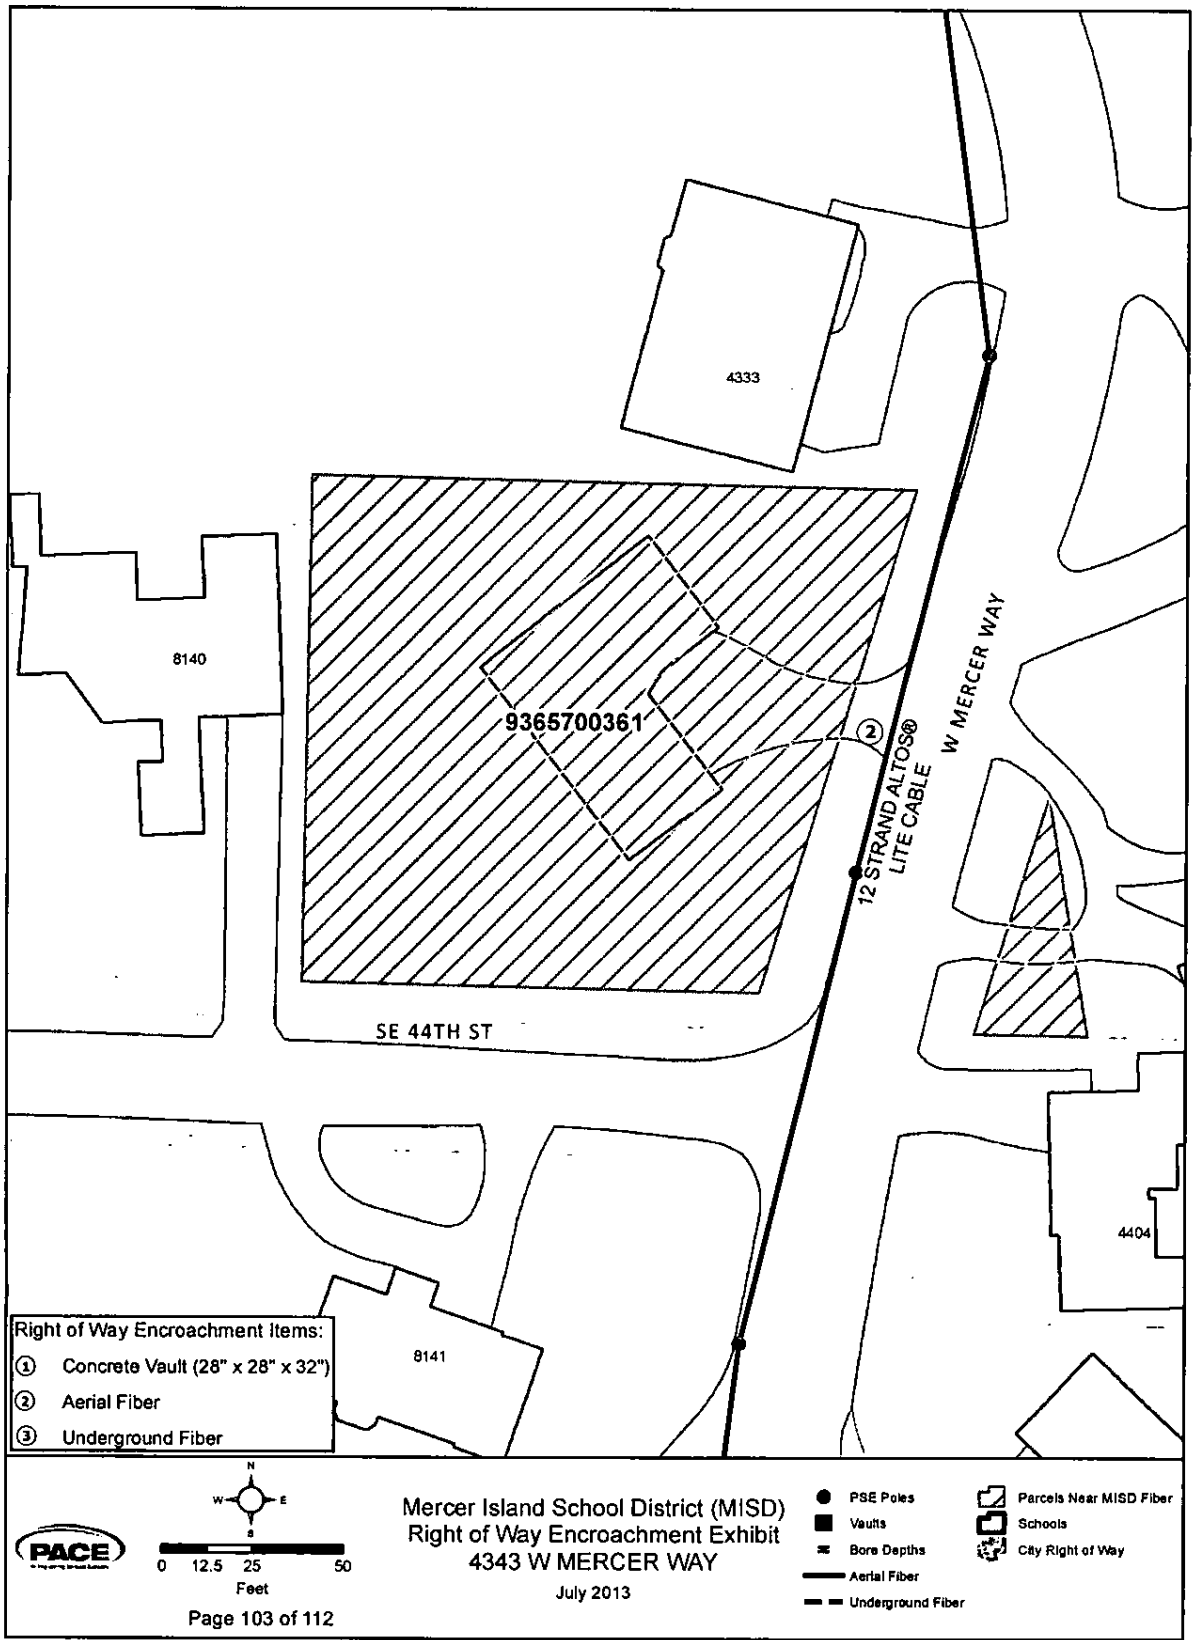 4333
8140
9365700361
②
12 STRAND ALTOS®
LITE CABLE
W MERCER WAY
SE 44TH ST
4404
8141
Right of Way Encroachment Items:
① Concrete Vault (28" x 28" x 32")
② Aerial Fiber
③ Underground Fiber
PACE
N
W E
S
0 12.5 25 50
Feet
Page 103 of 112
Mercer Island School District (MISD)
Right of Way Encroachment Exhibit
4343 W MERCER WAY
July 2013
PSE Poles
Vaults
Bore Depths
Aerial Fiber
Underground Fiber
Parcels Near MISD Fiber
Schools
City Right of Way